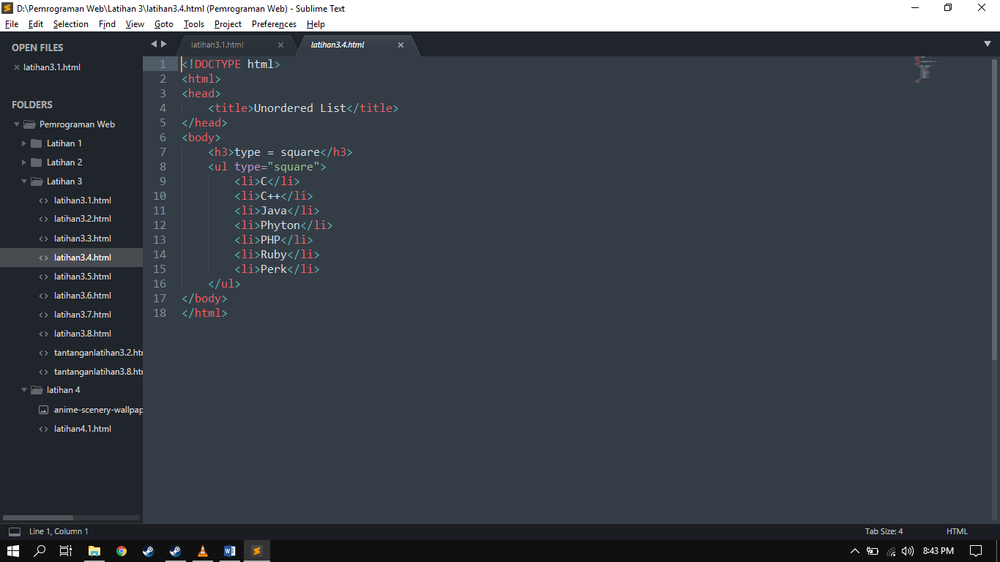 D:\Pemrograman Web\Latihan 3\latihan3.4.html (Pemrograman Web) - Sublime Text
File Edit Selection Find View Goto Tools Project Preferences Help
OPEN FILES
latihan3.1.html
FOLDERS
Pemrograman Web
Latihan 1
Latihan 2
Latihan 3
latihan3.1.html
latihan3.2.html
latihan3.3.html
latihan3.4.html
latihan3.5.html
latihan3.6.html
latihan3.7.html
latihan3.8.html
tantanganlatihan3.2.htm
tantanganlatihan3.8.htm
latihan 4
anime-scenery-wallpap
latihan4.1.html
latihan3.1.html latihan3.4.html
1 <!DOCTYPE html>
2 <html>
3 <head>
4     <title>Unordered List</title>
5 </head>
6 <body>
7     <h3>type = square</h3>
8     <ul type="square">
9         <li>C</li>
10         <li>C++</li>
11         <li>Java</li>
12         <li>Phyton</li>
13         <li>PHP</li>
14         <li>Ruby</li>
15         <li>Perk</li>
16     </ul>
17 </body>
18 </html>
Line 1, Column 1 Tab Size: 4 HTML
8:43 PM